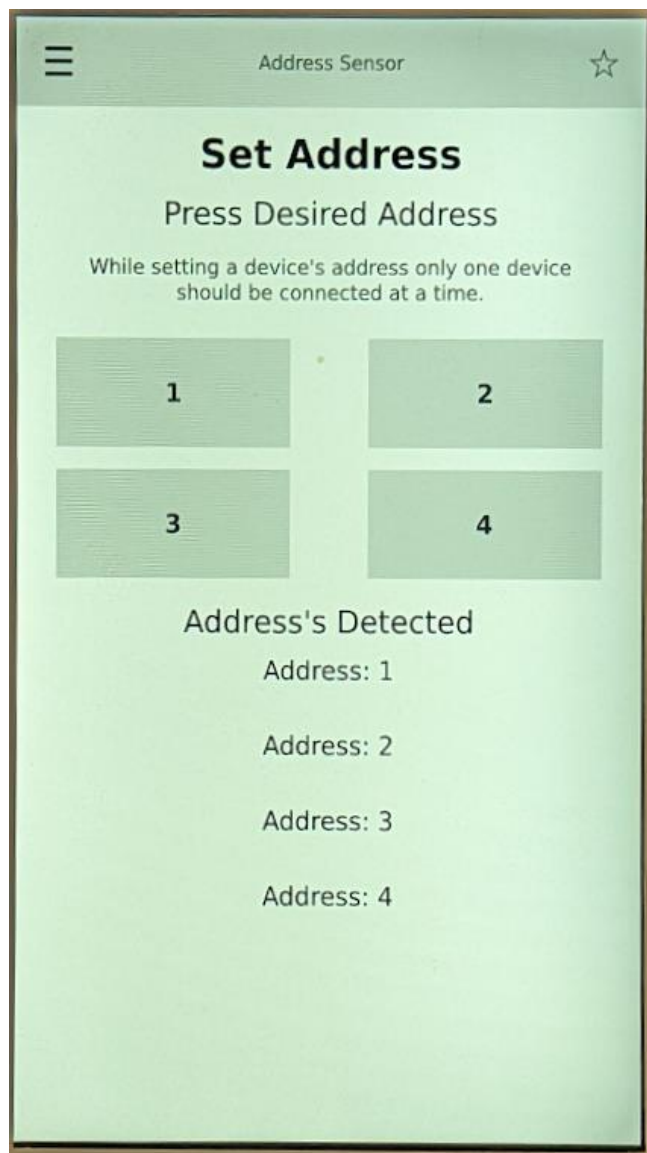 Address Sensor
Set Address
Press Desired Address
While setting a device's address only one device
should be connected at a time.
1
2
3
4
Address's Detected
Address: 1
Address: 2
Address: 3
Address: 4